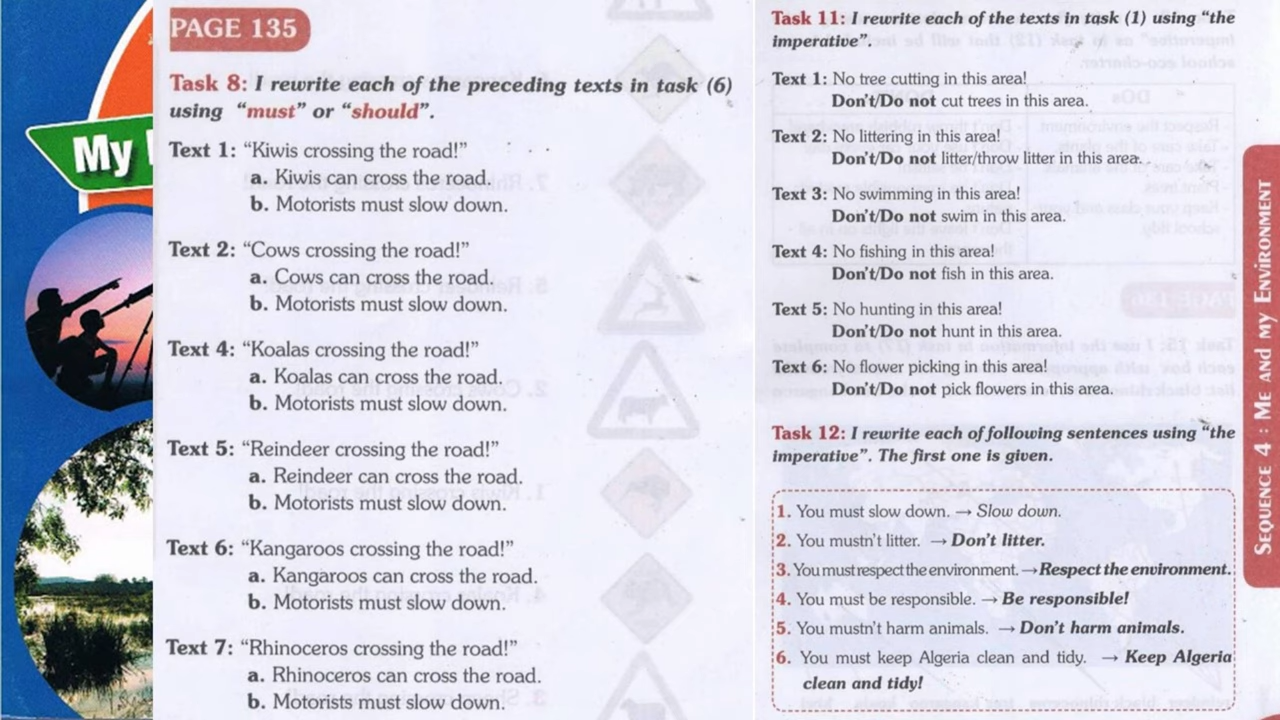 My
PAGE 135
Task 8: I rewrite each of the preceding texts in task (6)
using “must” or “should”.
Text 1: “Kiwis crossing the road!”
a. Kiwis can cross the road.
b. Motorists must slow down.
Text 2: “Cows crossing the road!”
a. Cows can cross the road.
b. Motorists must slow down.
Text 4: “Koalas crossing the road!”
a. Koalas can cross the road.
b. Motorists must slow down.
Text 5: “Reindeer crossing the road!”
a. Reindeer can cross the road.
b. Motorists must slow down.
Text 6: “Kangaroos crossing the road!”
a. Kangaroos can cross the road.
b. Motorists must slow down.
Text 7: “Rhinoceros crossing the road!”
a. Rhinoceros can cross the road.
b. Motorists must slow down.
Task 11: I rewrite each of the texts in task (1) using “the
imperative”.
Text 1: No tree cutting in this area!
Don’t/Do not cut trees in this area.
Text 2: No littering in this area!
Don’t/Do not litter/throw litter in this area.
Text 3: No swimming in this area!
Don’t/Do not swim in this area.
Text 4: No fishing in this area!
Don’t/Do not fish in this area.
Text 5: No hunting in this area!
Don’t/Do not hunt in this area.
Text 6: No flower picking in this area!
Don’t/Do not pick flowers in this area.
Task 12: I rewrite each of following sentences using “the
imperative”. The first one is given.
1. You must slow down. → Slow down.
2. You mustn’t litter. → Don’t litter.
3. You must respect the environment. → Respect the environment.
4. You must be responsible. → Be responsible!
5. You mustn’t harm animals. → Don’t harm animals.
6. You must keep Algeria clean and tidy. → Keep Algeria
clean and tidy!
SEQUENCE 4 : ME AND MY ENVIRONMENT